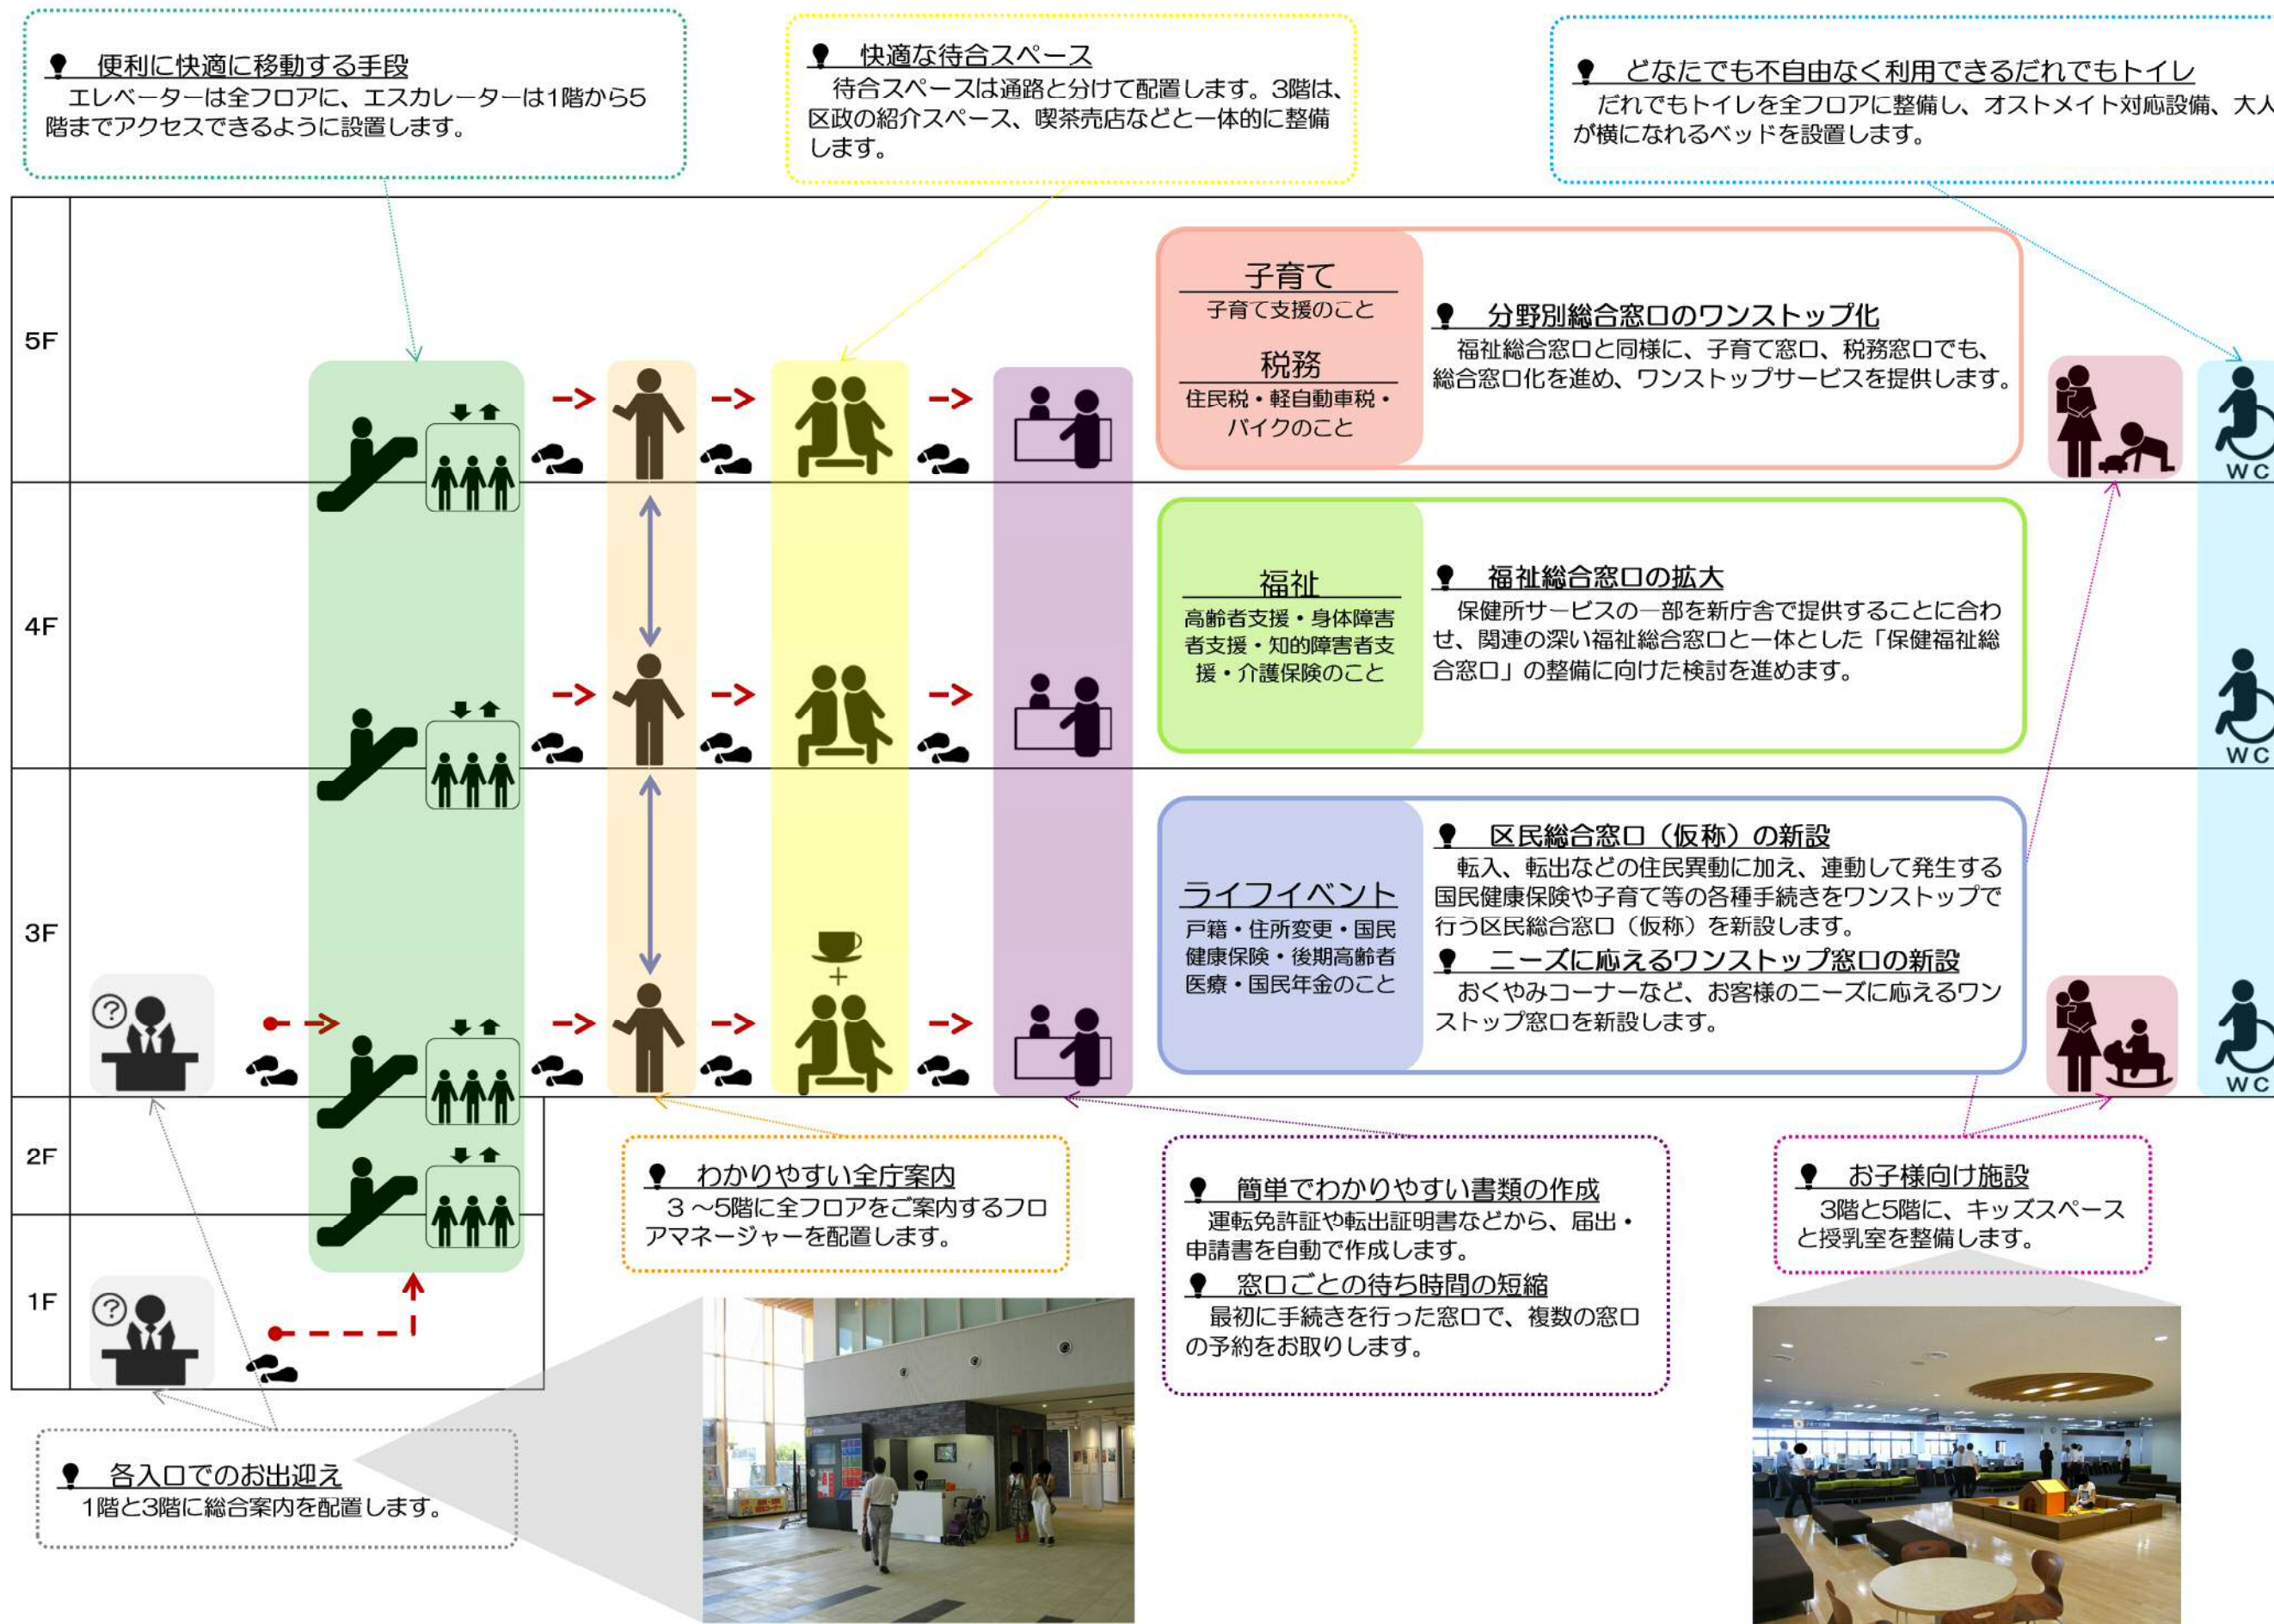 便利に快適に移動する手段
エレベーターは全フロアに、エスカレーターは1階から5
階までアクセスできるように設置します。
快適な待合スペース
待合スペースは通路と分けて配置します。3階は、
区政の紹介スペース、喫茶売店などと一体的に整備
します。
どなたでも不自由なく利用できるだれでもトイレ
だれでもトイレを全フロアに整備し、オストメイト対応設備、大人
が横になれるベッドを設置します。
5F
子育て
子育て支援のこと
税務
住民税・軽自動車税・
バイクのこと
分野別総合窓口のワンストップ化
福祉総合窓口と同様に、子育て窓口、税務窓口でも、
総合窓口化を進め、ワンストップサービスを提供します。
WC
4F
福祉
高齢者支援・身体障害
者支援・知的障害者支
援・介護保険のこと
福祉総合窓口の拡大
保健所サービスの一部を新庁舎で提供することに合わ
せ、関連の深い福祉総合窓口と一体とした「保健福祉総
合窓口」の整備に向けた検討を進めます。
WC
3F
?
+
ライフイベント
戸籍・住所変更・国民
健康保険・後期高齢者
医療・国民年金のこと
区民総合窓口（仮称）の新設
転入、転出などの住民異動に加え、連動して発生する
国民健康保険や子育て等の各種手続きをワンストップで
行う区民総合窓口（仮称）を新設します。
ニーズに応えるワンストップ窓口の新設
おくやみコーナーなど、お客様のニーズに応えるワン
ストップ窓口を新設します。
WC
2F
1F
?
わかりやすい全庁案内
3～5階に全フロアをご案内するフロ
アマネージャーを配置します。
簡単でわかりやすい書類の作成
運転免許証や転出証明書などから、届出・
申請書を自動で作成します。
窓口ごとの待ち時間の短縮
最初に手続きを行った窓口で、複数の窓口
の予約をお取りします。
お子様向け施設
3階と5階に、キッズスペース
と授乳室を整備します。
各入口でのお出迎え
1階と3階に総合案内を配置します。